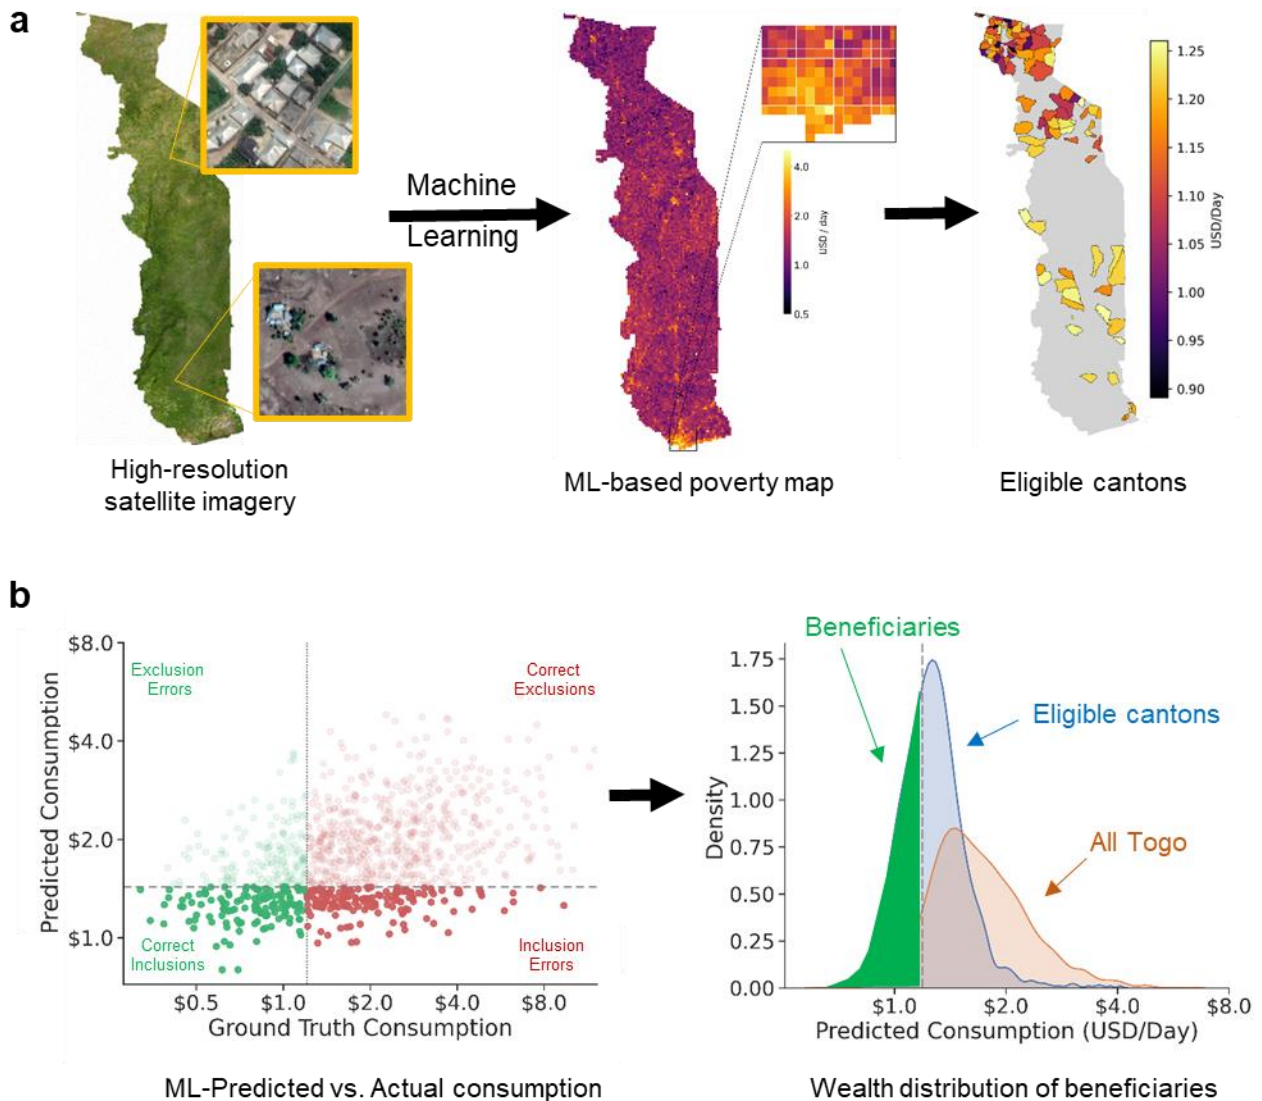 a
Machine
Learning
4.0
2.0
1.0
0.5
USD / day
1.25
1.20
1.15
1.10
1.05
1.00
0.95
0.90
USD/Day
High-resolution
satellite imagery
ML-based poverty map
Eligible cantons
b
$8.0
$4.0
$2.0
$1.0
Predicted Consumption
Exclusion
Errors
Correct
Exclusions
Correct
Inclusions
Inclusion
Errors
$0.5
$1.0
$2.0
$4.0
$8.0
Ground Truth Consumption
ML-Predicted vs. Actual consumption
Beneficiaries
Eligible cantons
All Togo
1.75
1.50
1.25
1.00
0.75
0.50
0.25
0.00
Density
$1.0
$2.0
$4.0
$8.0
Predicted Consumption (USD/Day)
Wealth distribution of beneficiaries